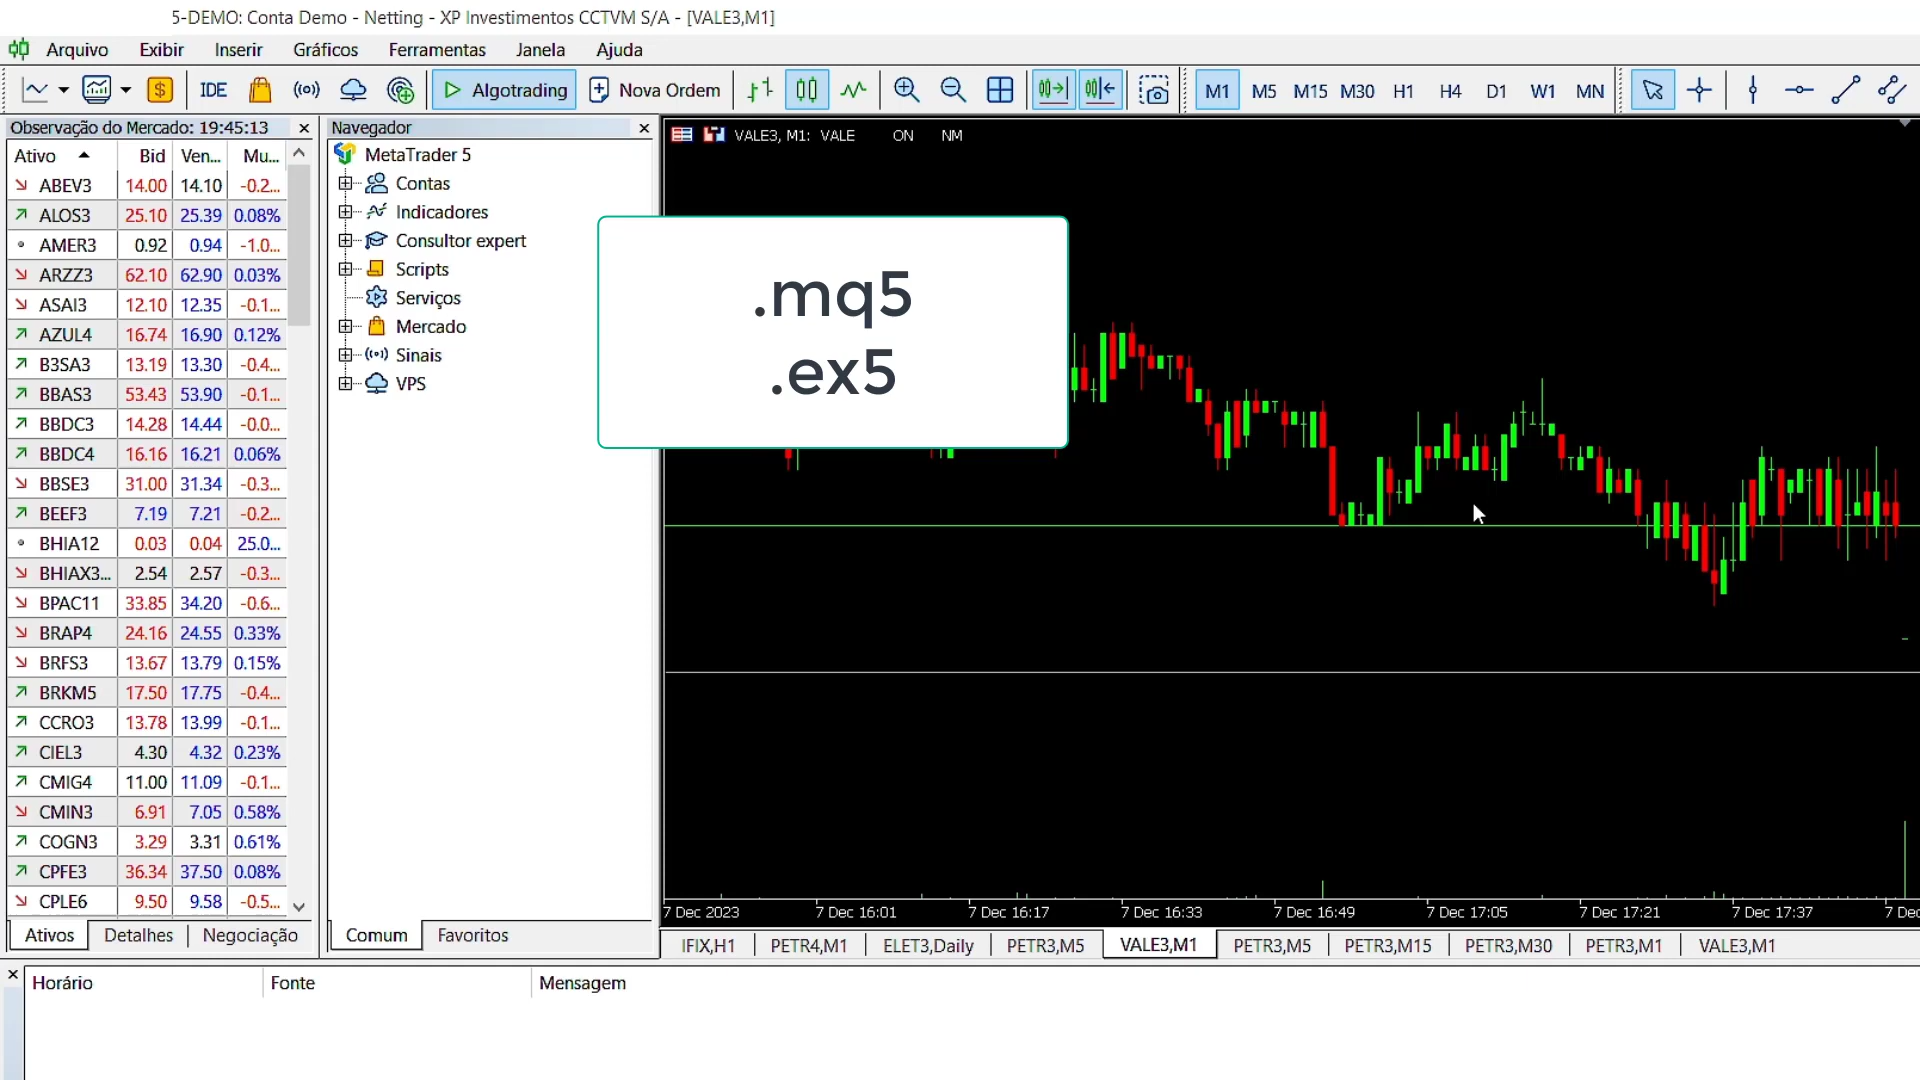 5-DEMO: Conta Demo - Netting - XP Investimentos CCTVM S/A - [VALE3,M1]
Arquivo Exibir Inserir Gráficos Ferramentas Janela Ajuda
IDE Algotrading Nova Ordem M1 M5 M15 M30 H1 H4 D1 W1 MN
Observação do Mercado: 19:45:13
Ativo Bid Ven... Mu...
ABEV3 14.00 14.10 -0.2...
ALOS3 25.10 25.39 0.08%
AMER3 0.92 0.94 -1.0...
ARZZ3 62.10 62.90 0.03%
ASAI3 12.10 12.35 -0.1...
AZUL4 16.74 16.90 0.12%
B3SA3 13.19 13.30 -0.4...
BBAS3 53.43 53.90 -0.1...
BBDC3 14.28 14.44 -0.0...
BBDC4 16.16 16.21 0.06%
BBSE3 31.00 31.34 -0.3...
BEEF3 7.19 7.21 -0.2...
BHIA12 0.03 0.04 25.0...
BHIAX3... 2.54 2.57 -0.3...
BPAC11 33.85 34.20 -0.6...
BRAP4 24.16 24.55 0.33%
BRFS3 13.67 13.79 0.15%
BRKM5 17.50 17.75 -0.4...
CCRO3 13.78 13.99 -0.1...
CIEL3 4.30 4.32 0.23%
CMIG4 11.00 11.09 -0.1...
CMIN3 6.91 7.05 0.58%
COGN3 3.29 3.31 0.61%
CPFE3 36.34 37.50 0.08%
CPLE6 9.50 9.58 -0.5...
Ativos Detalhes Negociação
Navegador
MetaTrader 5
Contas
Indicadores
Consultor expert
Scripts
Serviços
Mercado
Sinais
VPS
Comum Favoritos
.mq5
.ex5
VALE3, M1: VALE ON NM
7 Dec 2023 7 Dec 16:01 7 Dec 16:17 7 Dec 16:33 7 Dec 16:49 7 Dec 17:05 7 Dec 17:21 7 Dec 17:37 7 Dec
IFIX,H1 PETR4,M1 ELET3,Daily PETR3,M5 VALE3,M1 PETR3,M5 PETR3,M15 PETR3,M30 PETR3,M1 VALE3,M1
Horário Fonte Mensagem